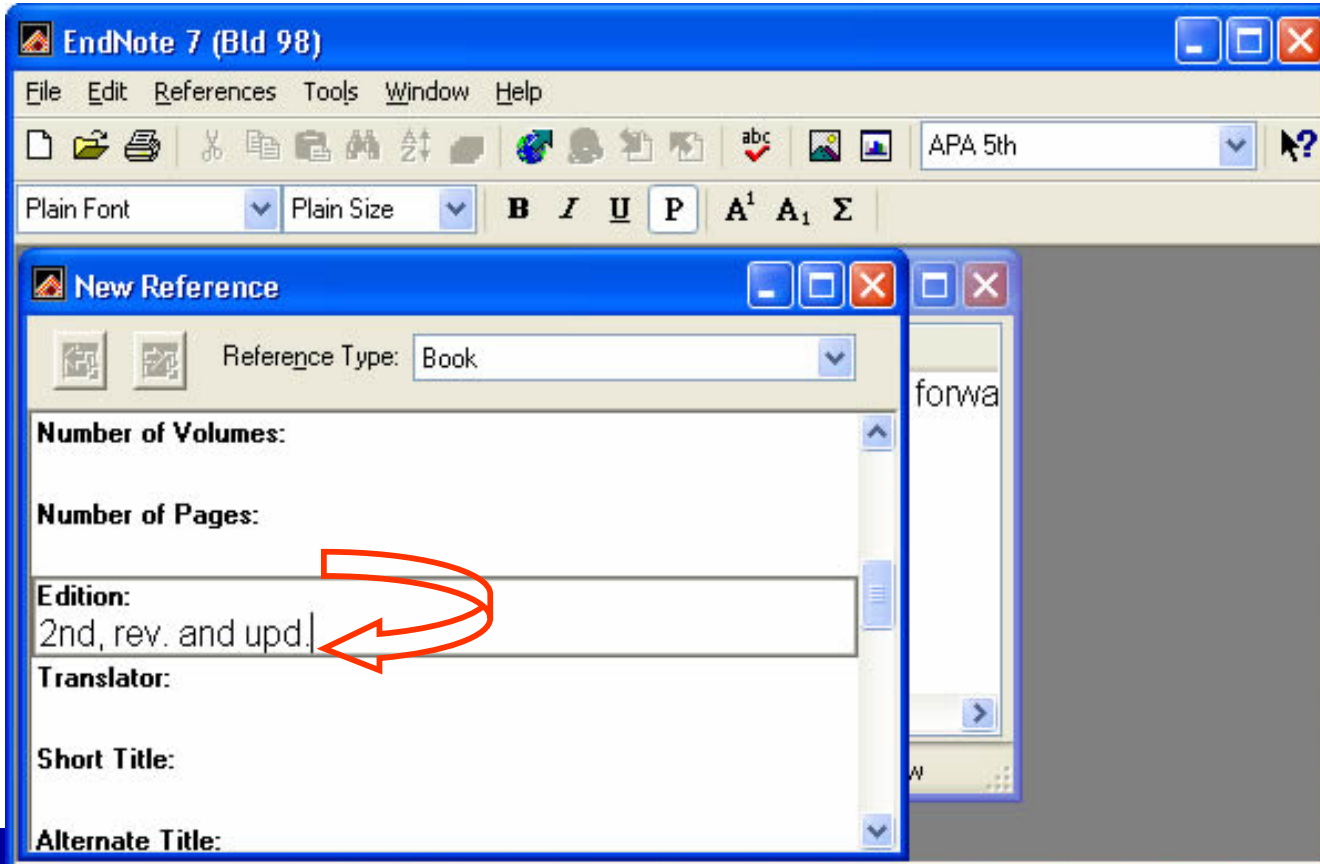 EndNote 7 (Bld 98)
File Edit References Tools Window Help
abc APA 5th ?
Plain Font Plain Size B I U P A1 A1 Σ
New Reference
Reference Type: Book
forwa
Number of Volumes:
Number of Pages:
Edition:
2nd, rev. and upd.
Translator:
Short Title:
w
Alternate Title: